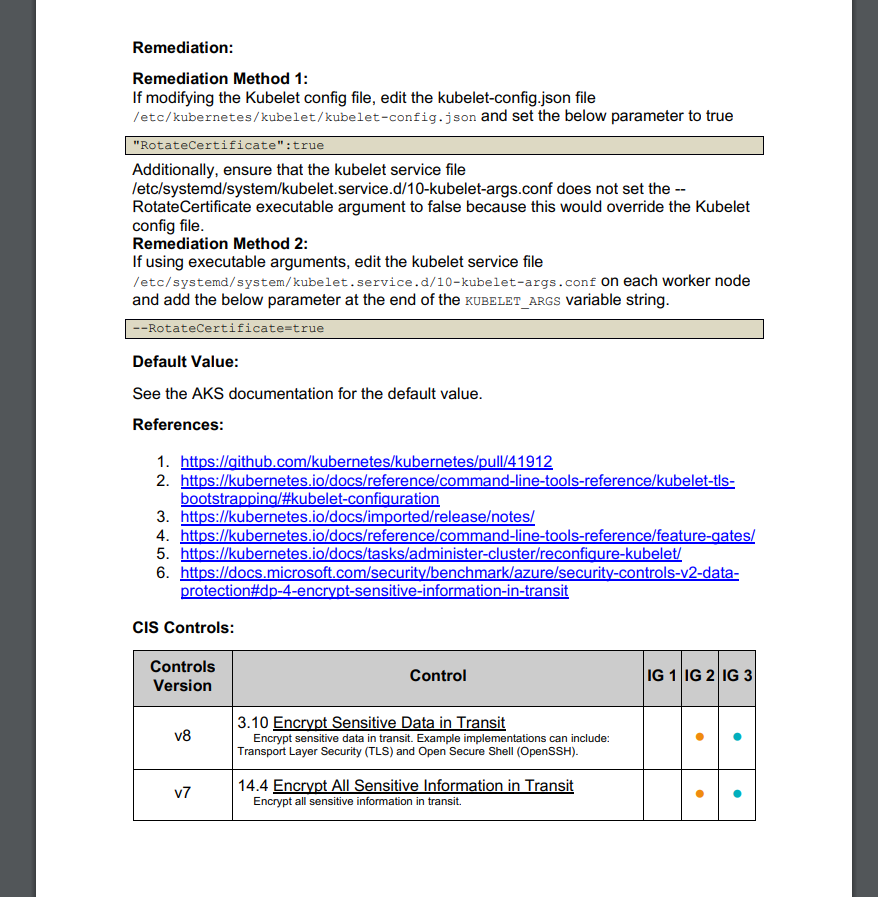 Remediation:
Remediation Method 1:
If modifying the Kubelet config file, edit the kubelet-config.json file
/etc/kubernetes/kubelet/kubelet-config.json and set the below parameter to true
"RotateCertificate":true
Additionally, ensure that the kubelet service file
/etc/systemd/system/kubelet.service.d/10-kubelet-args.conf does not set the --
RotateCertificate executable argument to false because this would override the Kubelet
config file.
Remediation Method 2:
If using executable arguments, edit the kubelet service file
/etc/systemd/system/kubelet.service.d/10-kubelet-args.conf on each worker node
and add the below parameter at the end of the KUBELET_ARGS variable string.
--RotateCertificate=true
Default Value:
See the AKS documentation for the default value.
References:
1. https://github.com/kubernetes/kubernetes/pull/41912
2. https://kubernetes.io/docs/reference/command-line-tools-reference/kubelet-tls-
bootstrapping/#kubelet-configuration
3. https://kubernetes.io/docs/imported/release/notes/
4. https://kubernetes.io/docs/reference/command-line-tools-reference/feature-gates/
5. https://kubernetes.io/docs/tasks/administer-cluster/reconfigure-kubelet/
6. https://docs.microsoft.com/security/benchmark/azure/security-controls-v2-data-
protection#dp-4-encrypt-sensitive-information-in-transit
CIS Controls:
Controls Version Control IG 1 IG 2 IG 3
v8
3.10 Encrypt Sensitive Data in Transit
Encrypt sensitive data in transit. Example implementations can include:
Transport Layer Security (TLS) and Open Secure Shell (OpenSSH).
v7
14.4 Encrypt All Sensitive Information in Transit
Encrypt all sensitive information in transit.